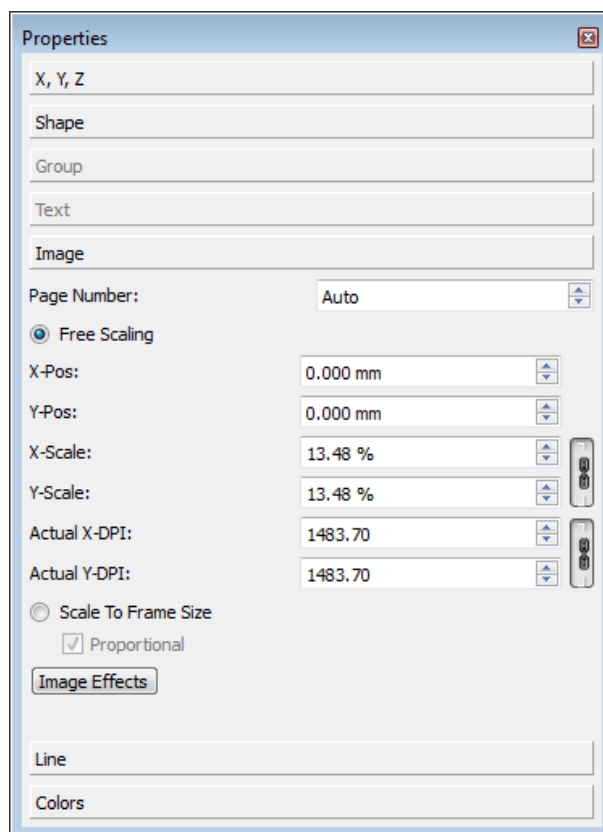 Properties
X, Y, Z
Shape
Group
Text
Image
Page Number: Auto
Free Scaling
X-Pos: 0.000 mm
Y-Pos: 0.000 mm
X-Scale: 13.48 %
Y-Scale: 13.48 %
Actual X-DPI: 1483.70
Actual Y-DPI: 1483.70
Scale To Frame Size
Proportional
Image Effects
Line
Colors